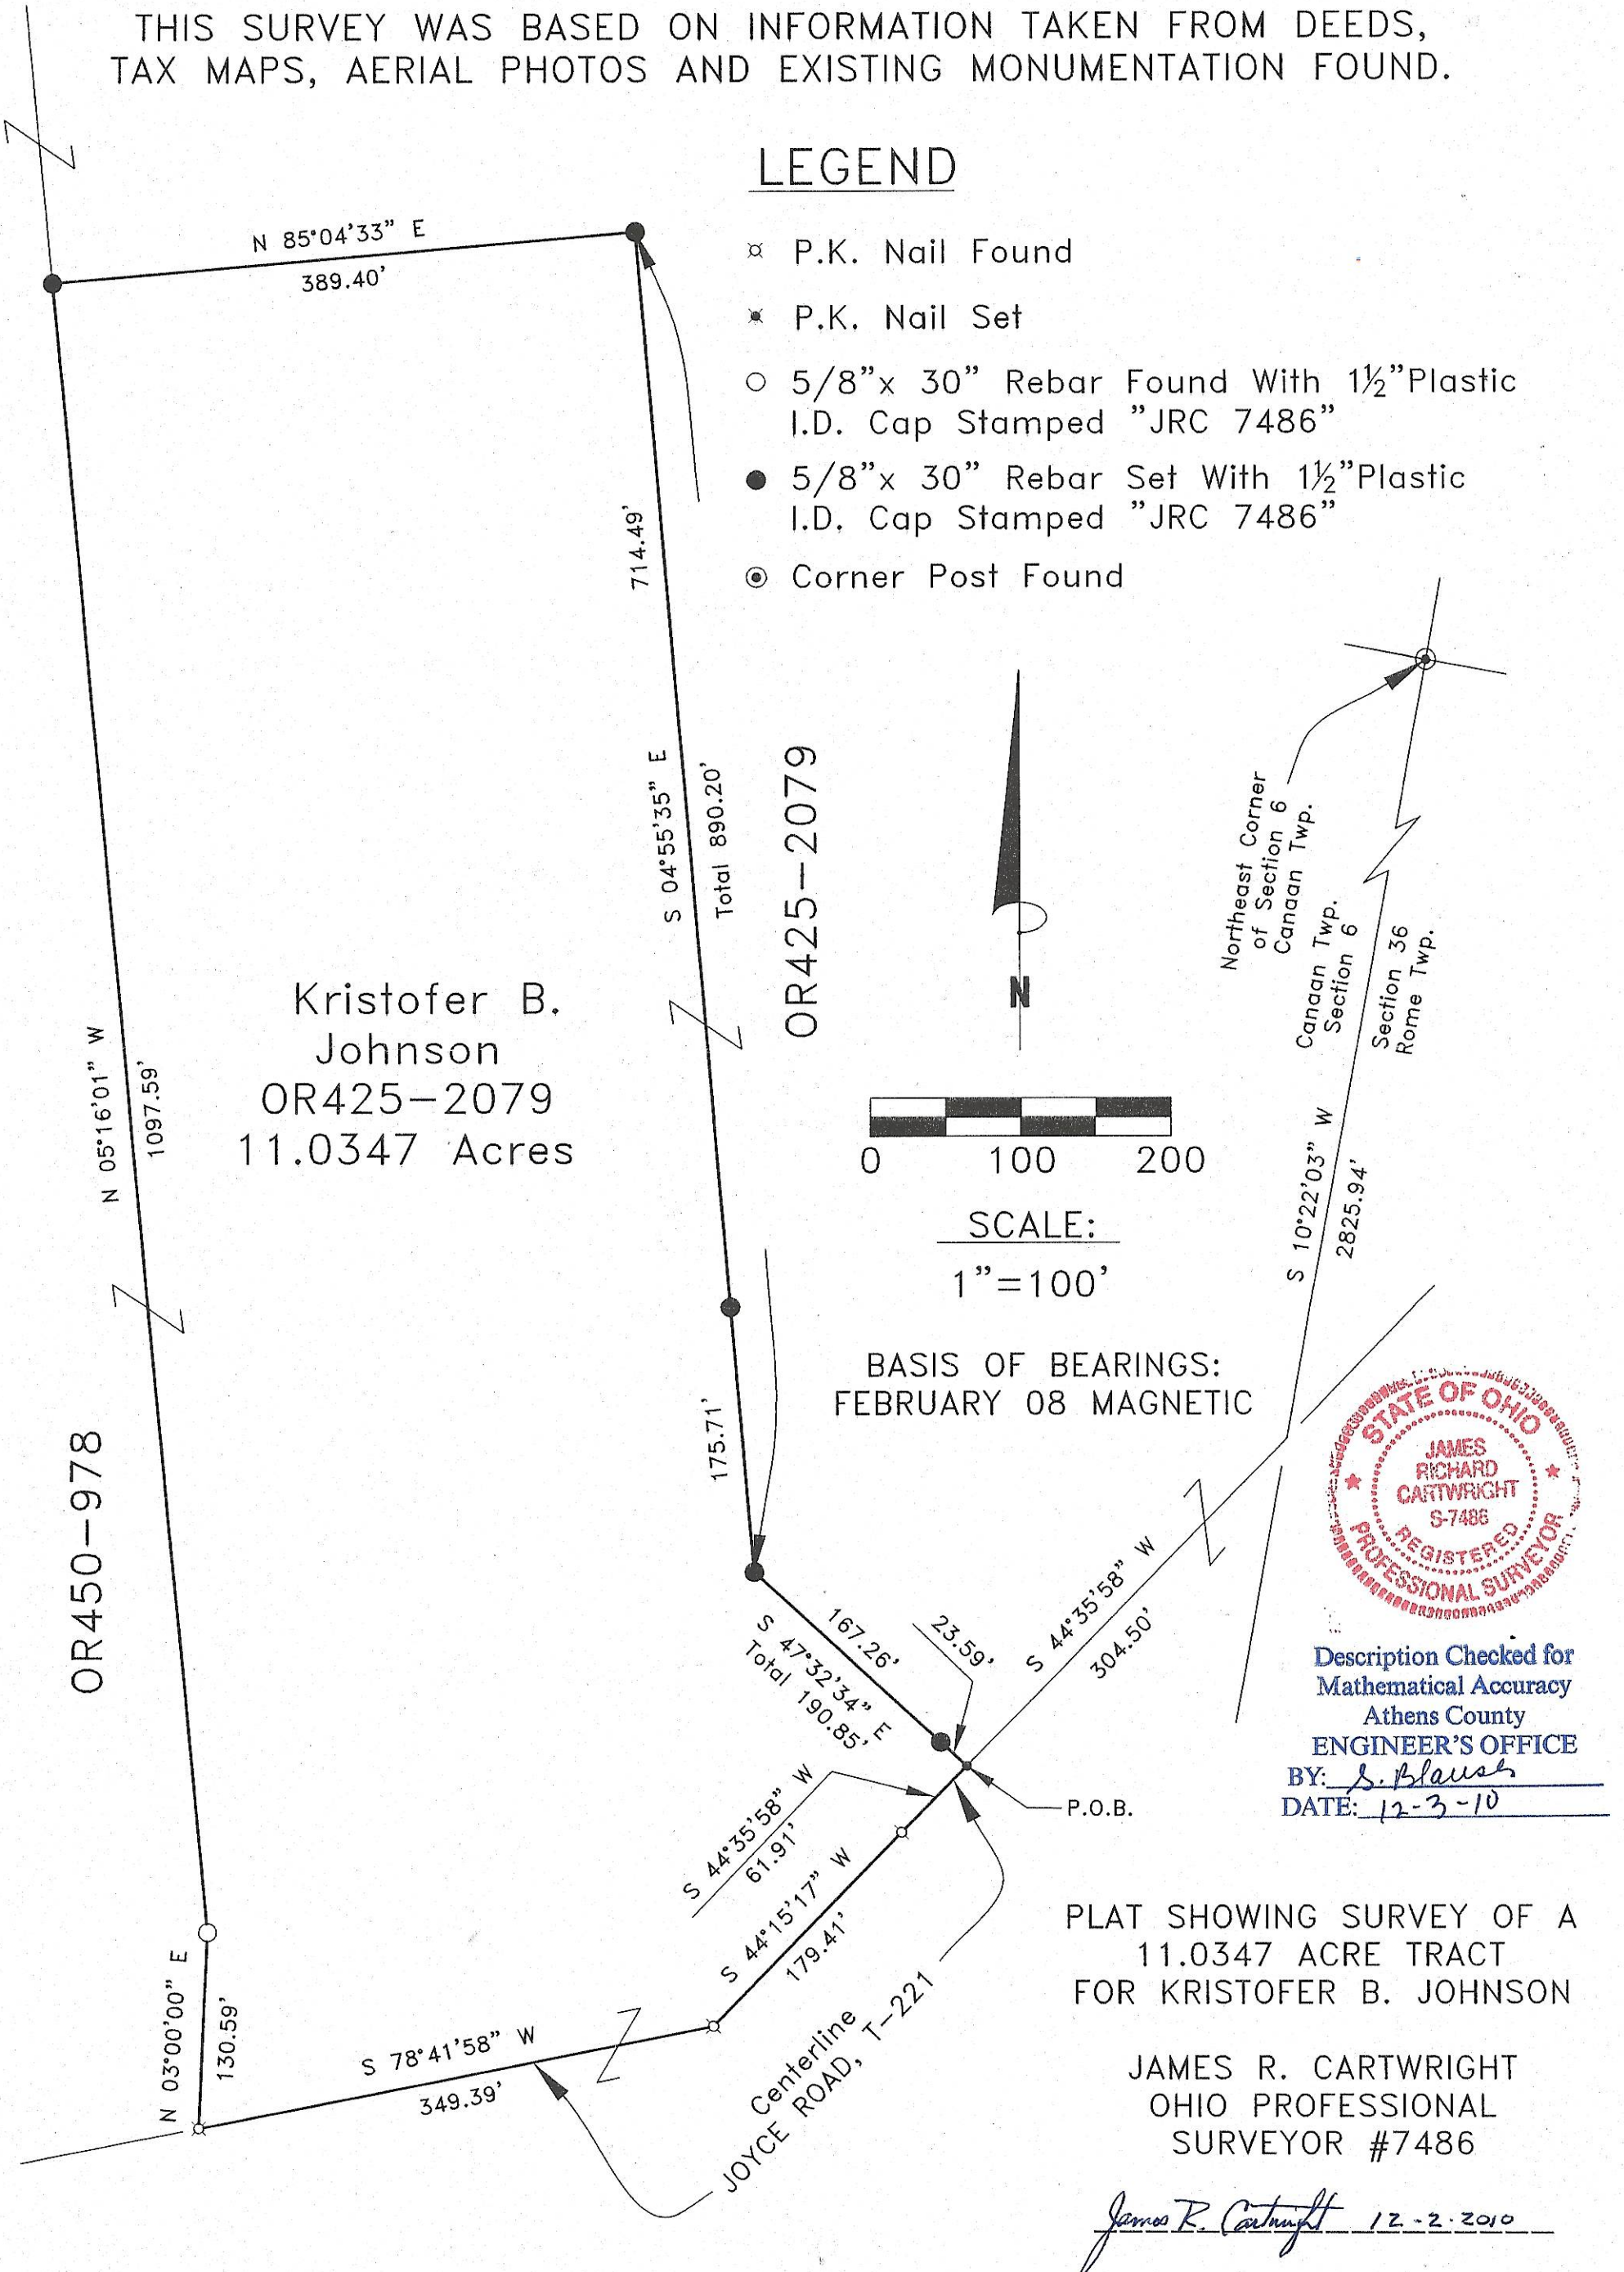 THIS SURVEY WAS BASED ON INFORMATION TAKEN FROM DEEDS,
TAX MAPS, AERIAL PHOTOS AND EXISTING MONUMENTATION FOUND.
LEGEND
P.K. Nail Found
P.K. Nail Set
5/8"x 30" Rebar Found With 1½"Plastic
I.D. Cap Stamped "JRC 7486"
5/8"x 30" Rebar Set With 1½"Plastic
I.D. Cap Stamped "JRC 7486"
Corner Post Found
N 85°04'33" E
389.40'
714.49'
S 04°55'35" E
Total 890.20'
OR425-2079
N
Northeast Corner
of Section 6
Canaan Twp.
Canaan Twp.
Section 6
Section 36
Rome Twp.
S 10°22'03" W
2825.94'
Kristofer B.
Johnson
OR425-2079
11.0347 Acres
N 05°16'01" W
1097.59'
0 100 200
SCALE:
1"=100'
BASIS OF BEARINGS:
FEBRUARY 08 MAGNETIC
175.71'
OR450-978
STATE OF OHIO
JAMES
RICHARD
CARTWRIGHT
S-7486
REGISTERED
PROFESSIONAL SURVEYOR
167.26'
S 47°32'34" E
Total 190.85'
23.59'
S 44°35'58" W
304.50'
Description Checked for
Mathematical Accuracy
Athens County
ENGINEER'S OFFICE
BY: S. Blausen
DATE: 12-3-10
P.O.B.
S 44°35'58" W
61.91'
S 44°15'17" W
179.41'
N 03°00'00" E
130.59'
S 78°41'58" W
349.39'
Centerline
JOYCE ROAD, T-221
PLAT SHOWING SURVEY OF A
11.0347 ACRE TRACT
FOR KRISTOFER B. JOHNSON
JAMES R. CARTWRIGHT
OHIO PROFESSIONAL
SURVEYOR #7486
James R. Cartwright 12-2-2010